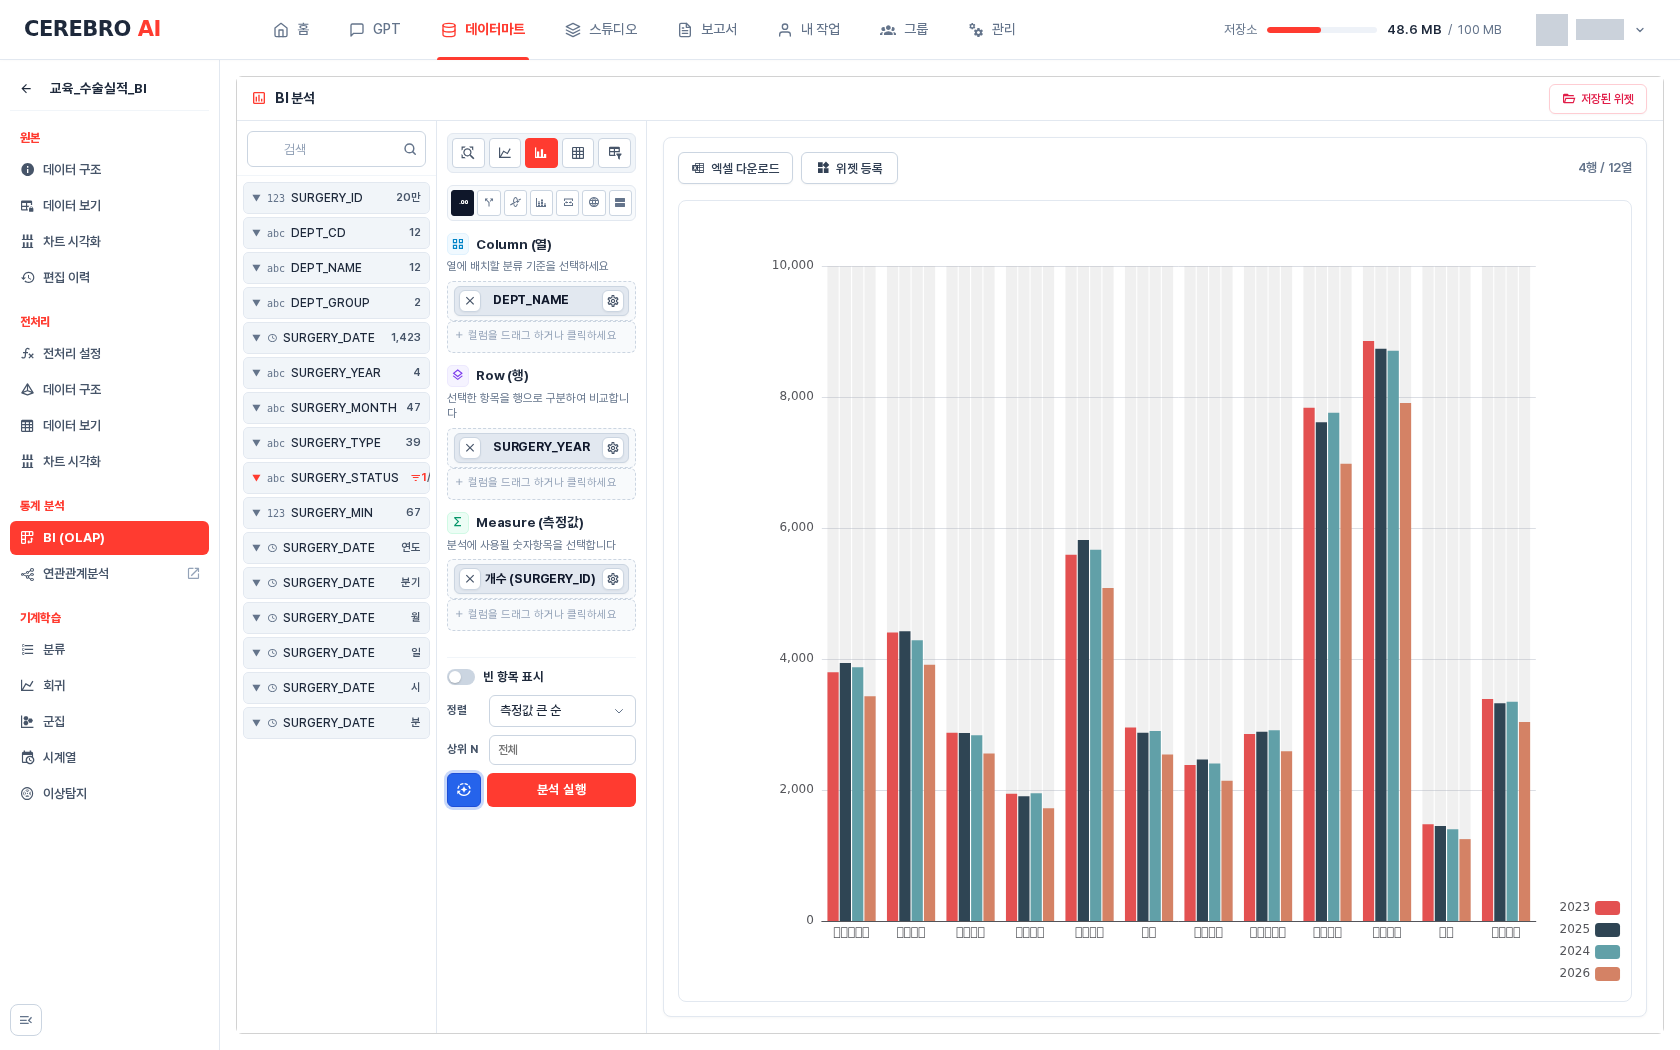 CEREBRO AI
홈
GPT
데이터마트
스튜디오
보고서
내 작업
그룹
관리
저장소
48.6 MB / 100 MB
교육_수술실적_BI
원본
데이터 구조
데이터 보기
차트 시각화
편집 이력
전처리
전처리 설정
데이터 구조
데이터 보기
차트 시각화
통계 분석
BI (OLAP)
연관관계분석
기계학습
분류
회귀
군집
시계열
이상탐지
BI 분석
저장된 위젯
검색
123 SURGERY_ID 20만
abc DEPT_CD 12
abc DEPT_NAME 12
abc DEPT_GROUP 2
SURGERY_DATE 1,423
abc SURGERY_YEAR 4
abc SURGERY_MONTH 47
abc SURGERY_TYPE 39
abc SURGERY_STATUS 1/
123 SURGERY_MIN 67
SURGERY_DATE 연도
SURGERY_DATE 분기
SURGERY_DATE 월
SURGERY_DATE 일
SURGERY_DATE 시
SURGERY_DATE 분
.00
Column (열)
열에 배치할 분류 기준을 선택하세요
DEPT_NAME
+ 컬럼을 드래그 하거나 클릭하세요
Row (행)
선택한 항목을 행으로 구분하여 비교합니
다
SURGERY_YEAR
+ 컬럼을 드래그 하거나 클릭하세요
Measure (측정값)
분석에 사용될 숫자항목을 선택합니다
개수 (SURGERY_ID)
+ 컬럼을 드래그 하거나 클릭하세요
빈 항목 표시
정렬
측정값 큰 순
상위 N
전체
분석 실행
엑셀 다운로드
위젯 등록
4행 / 12열
10,000
8,000
6,000
4,000
2,000
0
2023
2025
2024
2026